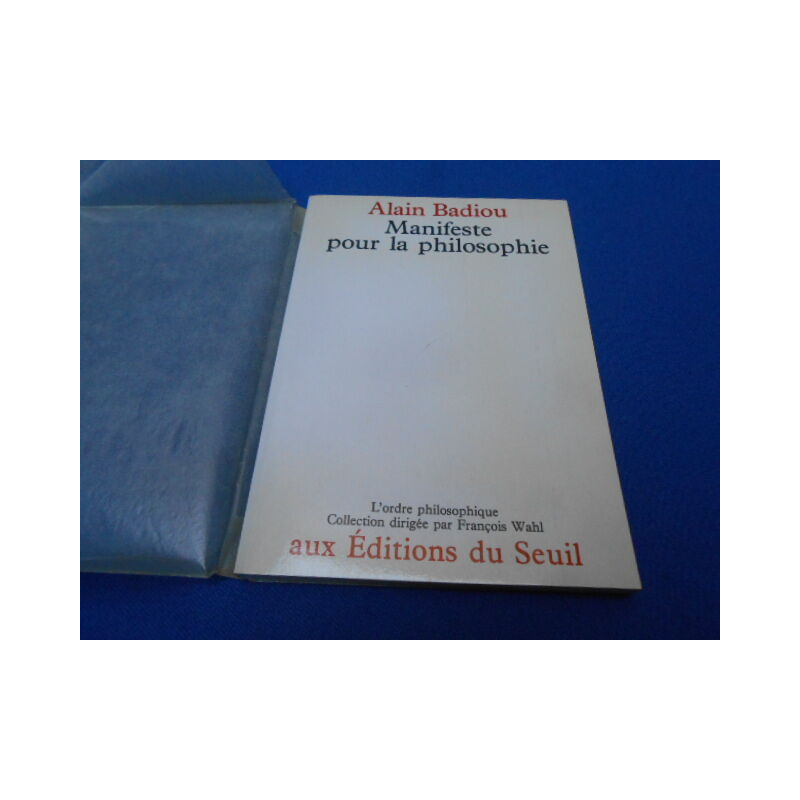 Alain Badiou
Manifeste
pour la philosophie
L'ordre philosophique
Collection dirigée par François Wahl
aux Éditions du Seuil